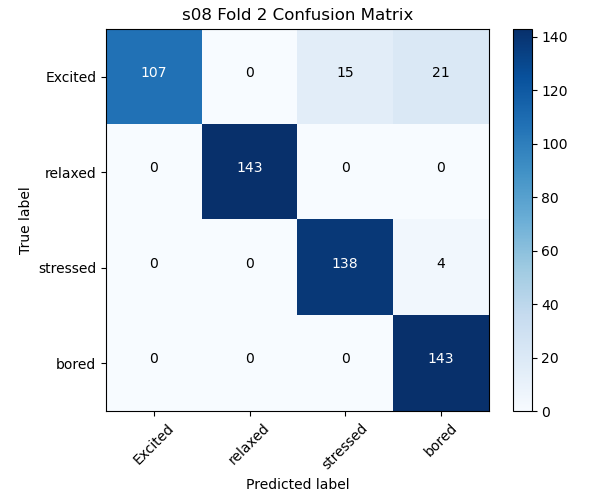 s08 Fold 2 Confusion Matrix
Excited 107 0 15 21
relaxed 0 143 0 0
stressed 0 0 138 4
bored 0 0 0 143
Excited relaxed stressed bored
True label
Predicted label
140
120
100
80
60
40
20
0